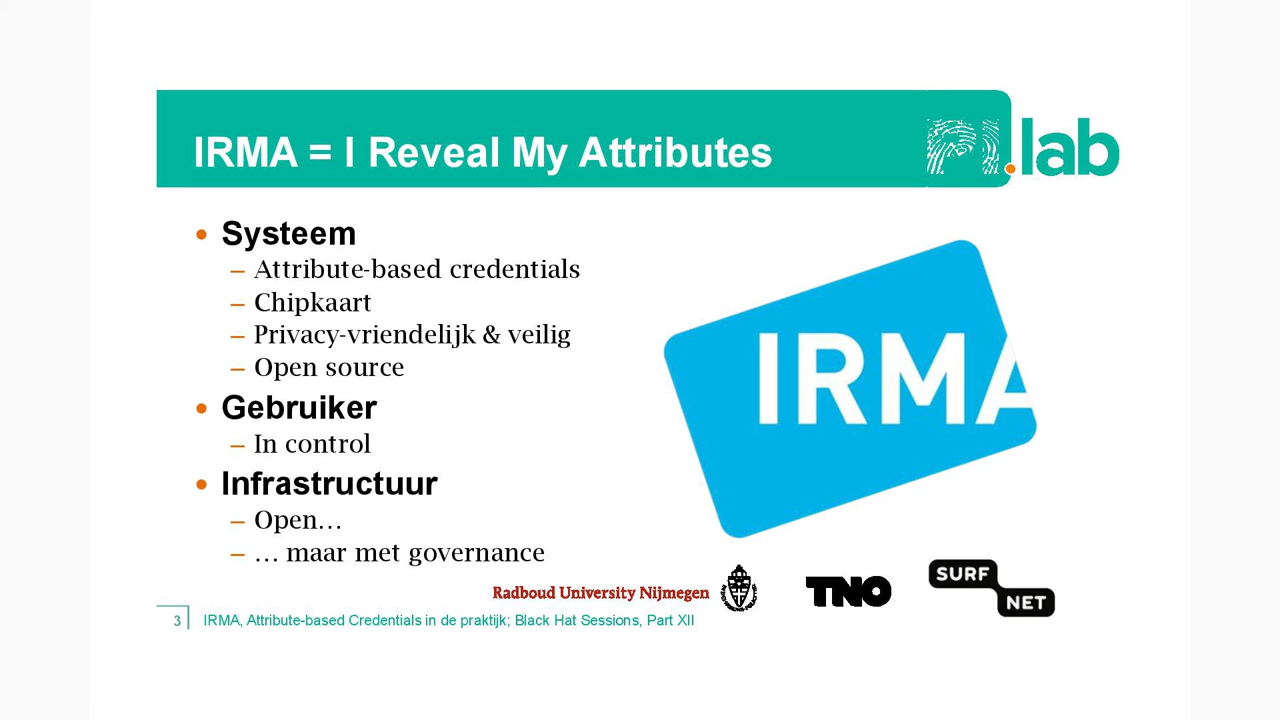 IRMA = I Reveal My Attributes
PI.lab
• Systeem
– Attribute-based credentials
– Chipkaart
– Privacy-vriendelijk & veilig
– Open source
• Gebruiker
– In control
• Infrastructuur
– Open…
– … maar met governance
IRMA
Radboud University Nijmegen
TNO
SURF
NET
3 IRMA, Attribute-based Credentials in de praktijk; Black Hat Sessions, Part XII